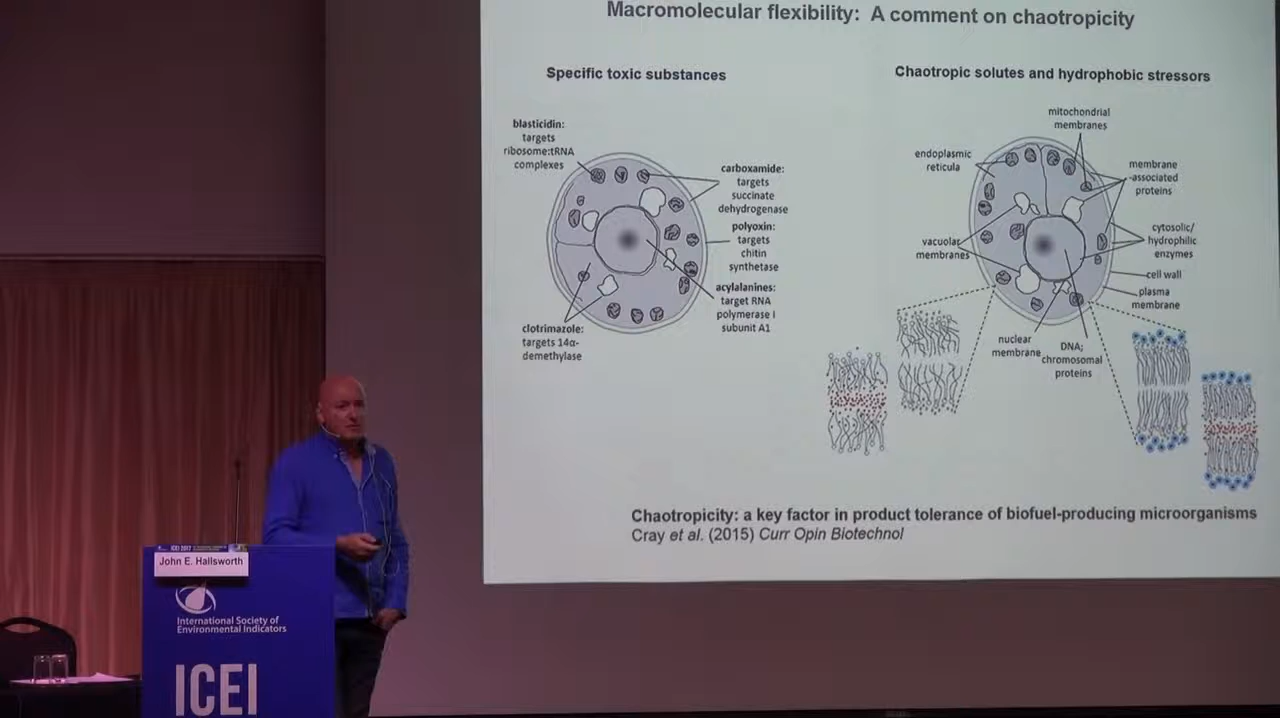 Macromolecular flexibility: A comment on chaotropicity
Specific toxic substances
blasticidin:
targets
ribosome:tRNA
complexes
carboxamide:
targets
succinate
dehydrogenase
polyoxin:
targets
chitin
synthetase
acylalanines:
target RNA
polymerase I
subunit A1
clotrimazole:
targets 14α-
demethylase
Chaotropic solutes and hydrophobic stressors
mitochondrial
membranes
endoplasmic
reticula
membrane
-associated
proteins
vacuolar
membranes
cytosolic/
hydrophilic
enzymes
cell wall
plasma
membrane
nuclear
membrane
DNA;
chromosomal
proteins
Chaotropicity: a key factor in product tolerance of biofuel-producing microorganisms
Cray et al. (2015) Curr Opin Biotechnol
ICEI 2017
John E. Hallsworth
International Society of
Environmental Indicators
ICEI